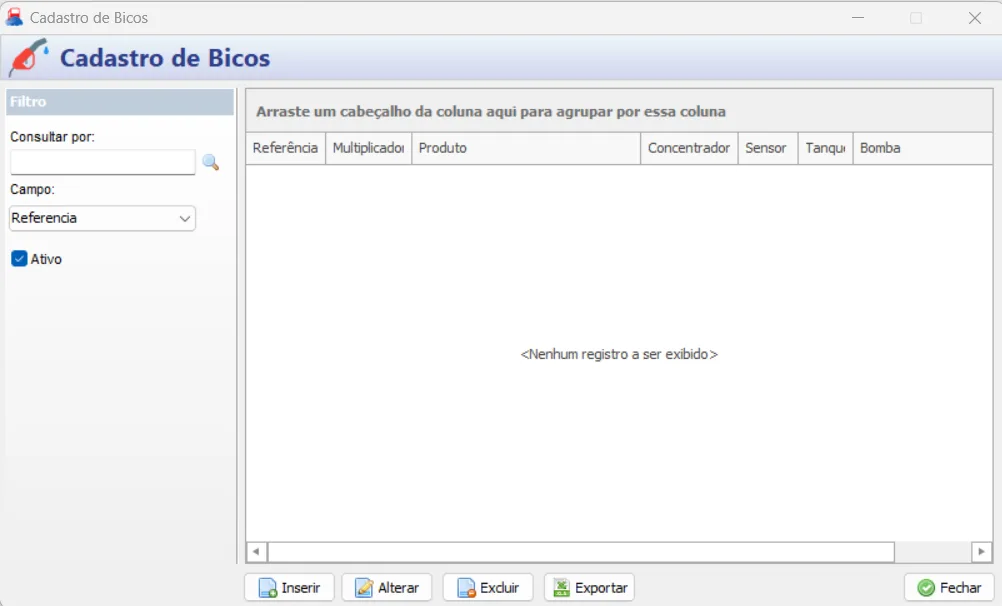 Cadastro de Bicos
Cadastro de Bicos
Filtro
Consultar por:
Campo:
Referencia
Ativo
Arraste um cabeçalho da coluna aqui para agrupar por essa coluna
Referência Multiplicador Produto Concentrador Sensor Tanque Bomba
<Nenhum registro a ser exibido>
Inserir Alterar Excluir Exportar Fechar